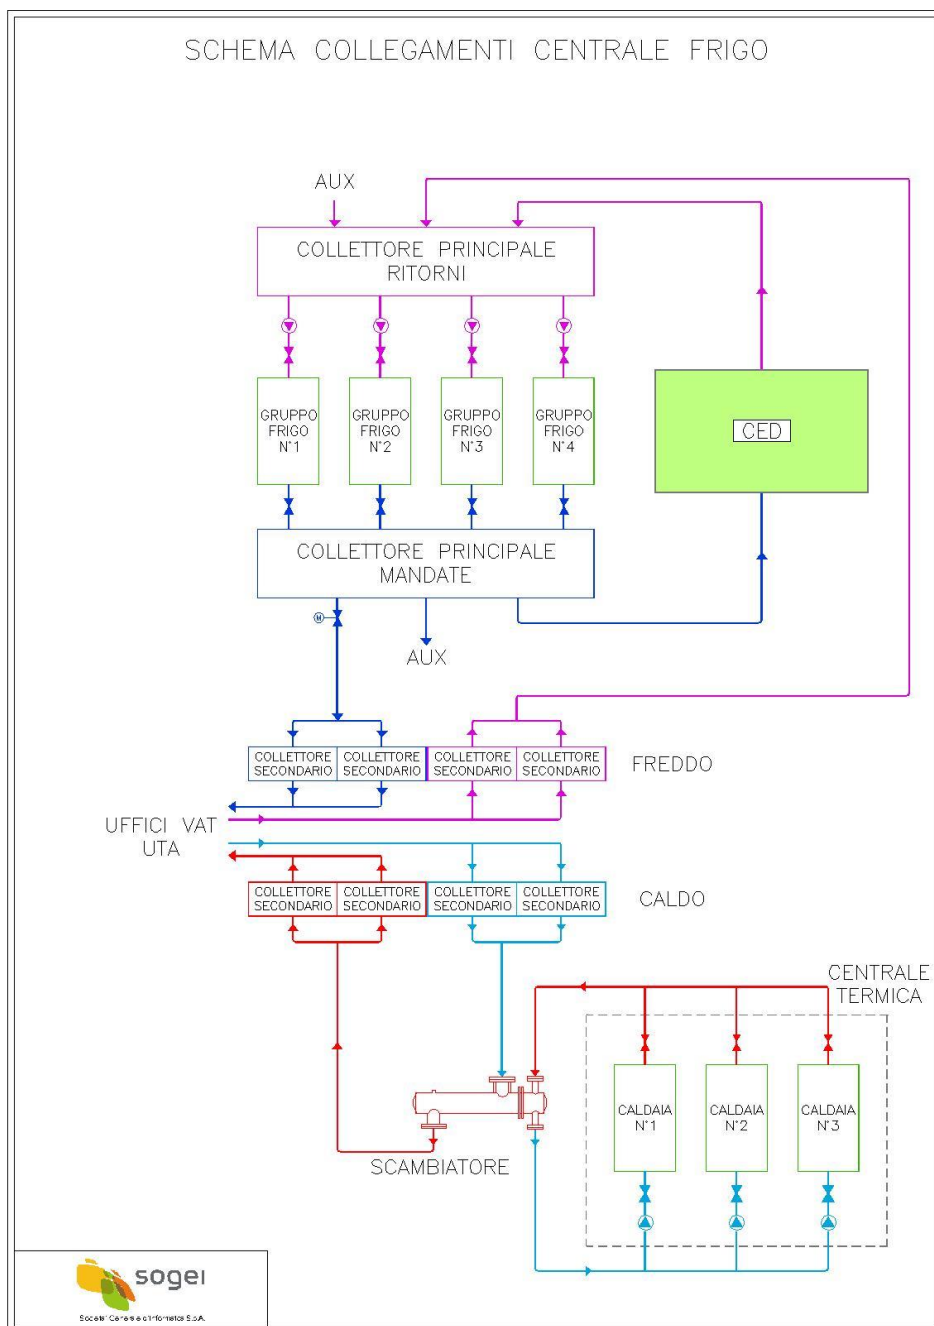 SCHEMA COLLEGAMENTI CENTRALE FRIGO
AUX
COLLETTORE PRINCIPALE
RITORNI
GRUPPO
FRIGO
N°1
GRUPPO
FRIGO
N°2
GRUPPO
FRIGO
N°3
GRUPPO
FRIGO
N°4
CED
COLLETTORE PRINCIPALE
MANDATE
M
AUX
COLLETTORE
SECONDARIO
COLLETTORE
SECONDARIO
COLLETTORE
SECONDARIO
COLLETTORE
SECONDARIO
FREDDO
UFFICI VAT
UTA
COLLETTORE
SECONDARIO
COLLETTORE
SECONDARIO
COLLETTORE
SECONDARIO
COLLETTORE
SECONDARIO
CALDO
CENTRALE
TERMICA
CALDAIA
N°1
CALDAIA
N°2
CALDAIA
N°3
SCAMBIATORE
sogei
S.p.A.